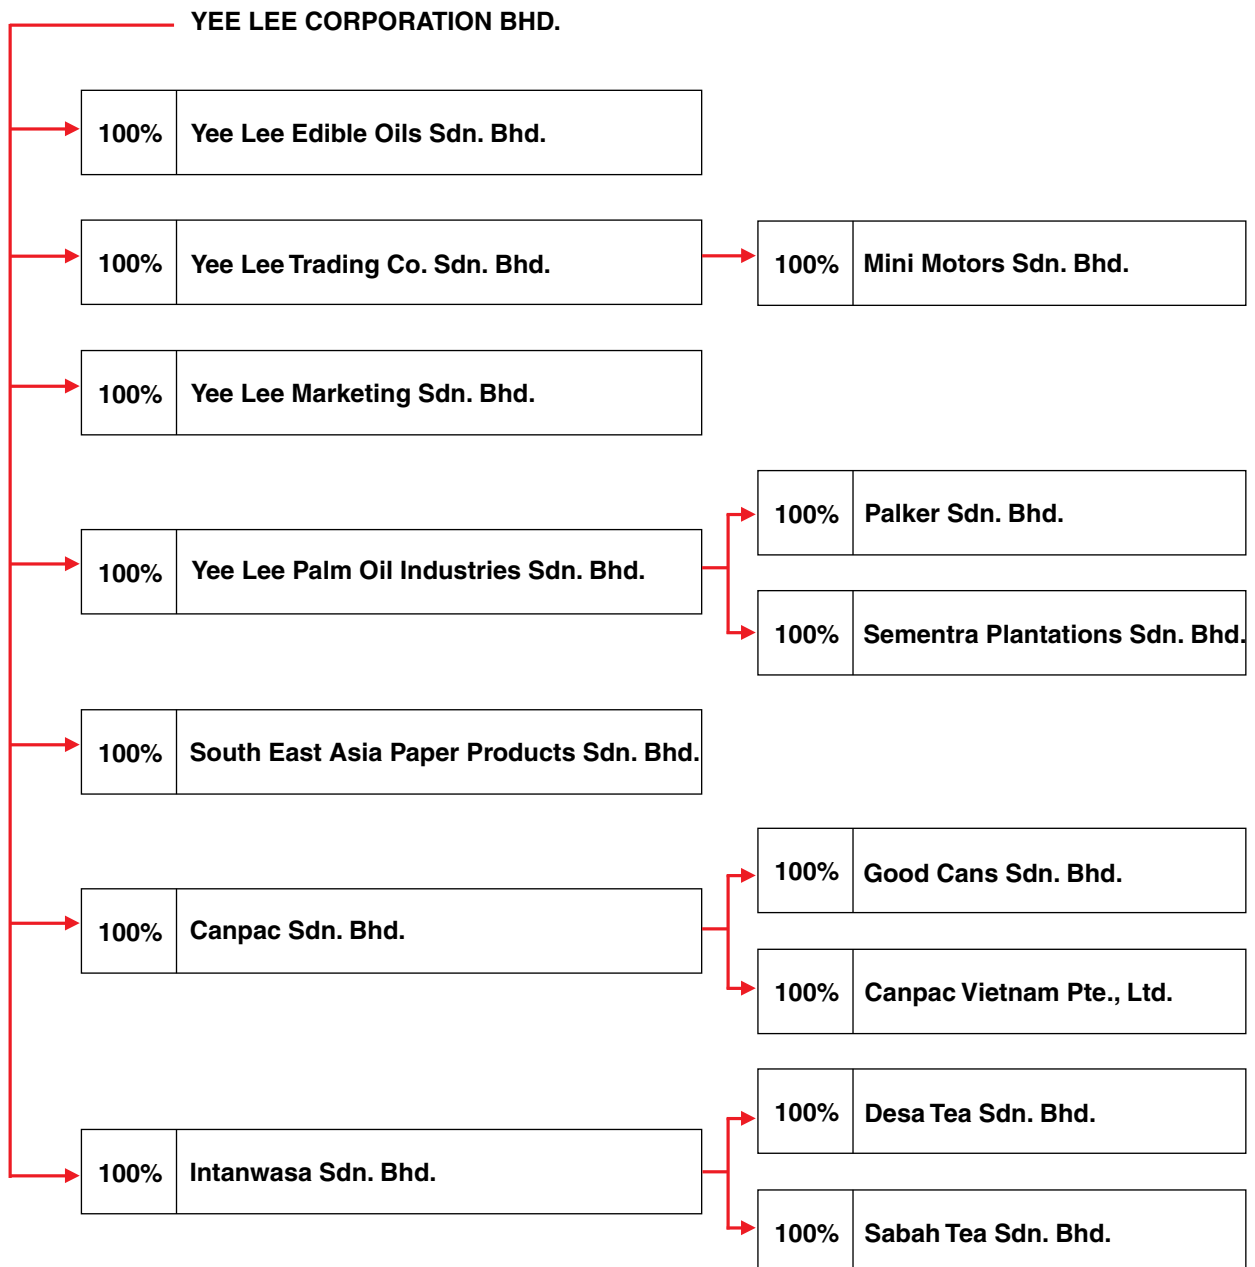 YEE LEE CORPORATION BHD.
100% Yee Lee Edible Oils Sdn. Bhd.
100% Yee Lee Trading Co. Sdn. Bhd.
100% Mini Motors Sdn. Bhd.
100% Yee Lee Marketing Sdn. Bhd.
100% Yee Lee Palm Oil Industries Sdn. Bhd.
100% Palker Sdn. Bhd.
100% Sementra Plantations Sdn. Bhd.
100% South East Asia Paper Products Sdn. Bhd.
100% Canpac Sdn. Bhd.
100% Good Cans Sdn. Bhd.
100% Canpac Vietnam Pte., Ltd.
100% Intanwasa Sdn. Bhd.
100% Desa Tea Sdn. Bhd.
100% Sabah Tea Sdn. Bhd.